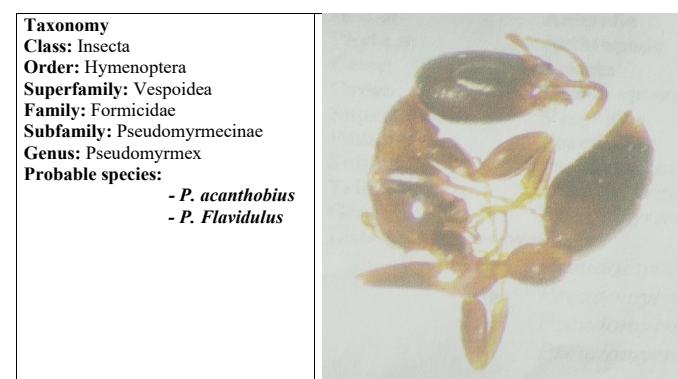 Taxonomy
Class: Insecta
Order: Hymenoptera
Superfamily: Vespoidea
Family: Formicidae
Subfamily: Pseudomyrmecinae
Genus: Pseudomyrmex
Probable species:
- P. acanthobius
- P. Flavidulus